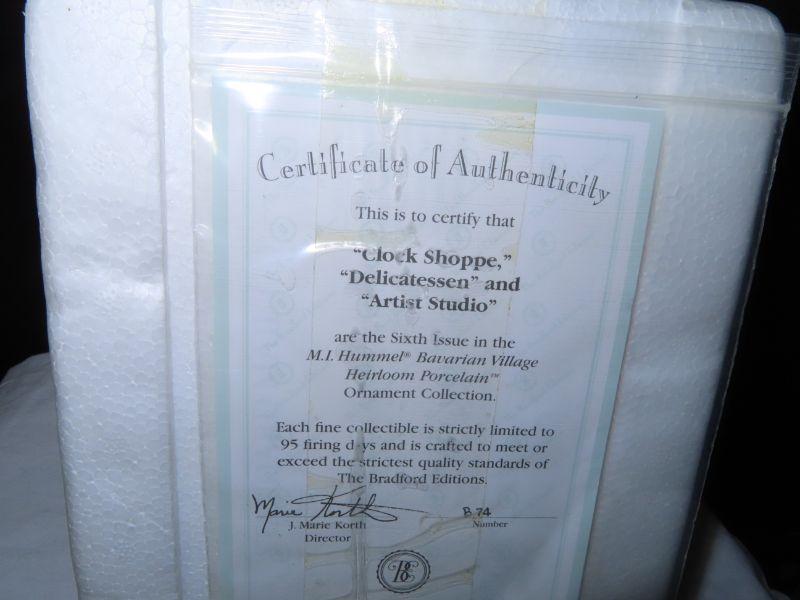 Certificate of Authenticity
This is to certify that
"Clock Shoppe,"
"Delicatessen" and
"Artist Studio"
are the Sixth Issue in the
M.I. Hummel® Bavarian Village
Heirloom Porcelain™
Ornament Collection.
Each fine collectible is strictly limited to
95 firing days and is crafted to meet or
exceed the strictest quality standards of
The Bradford Editions.
Marie Korth B 74
J. Marie Korth Number
Director
BE